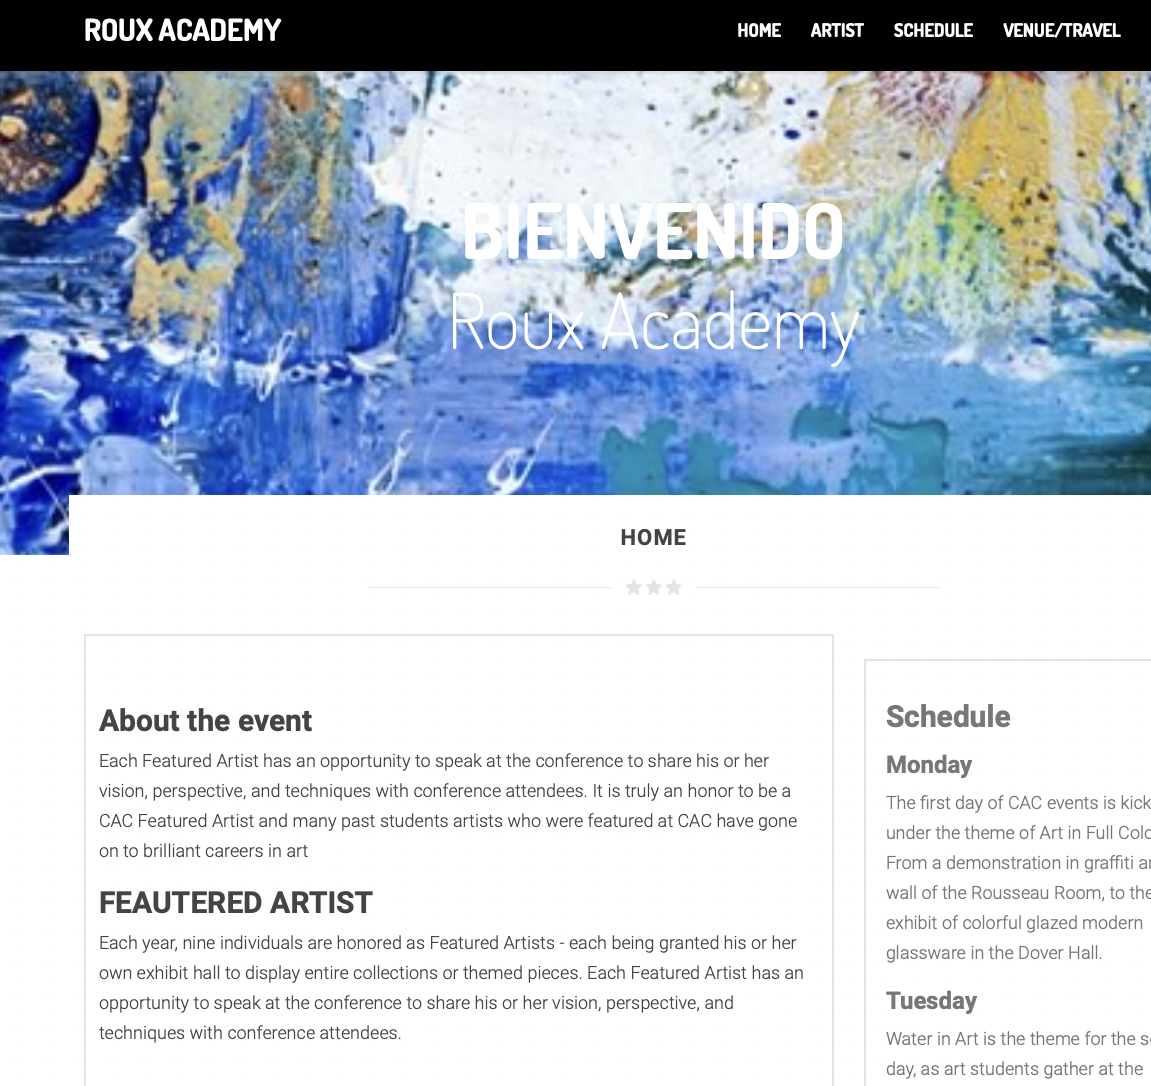 ROUX ACADEMY
HOME ARTIST SCHEDULE VENUE/TRAVEL
BIENVENIDO
Roux Academy
HOME
About the event
Each Featured Artist has an opportunity to speak at the conference to share his or her
vision, perspective, and techniques with conference attendees. It is truly an honor to be a
CAC Featured Artist and many past students artists who were featured at CAC have gone
on to brilliant careers in art
FEAUTERED ARTIST
Each year, nine individuals are honored as Featured Artists - each being granted his or her
own exhibit hall to display entire collections or themed pieces. Each Featured Artist has an
opportunity to speak at the conference to share his or her vision, perspective, and
techniques with conference attendees.
Schedule
Monday
The first day of CAC events is kick
under the theme of Art in Full
From a demonstration in graffiti
wall of the Rousseau Room, to the
exhibit of colorful glazed modern
glassware in the Dover Hall.
Tuesday
Water in Art is the theme for the
day, as art students gather at the